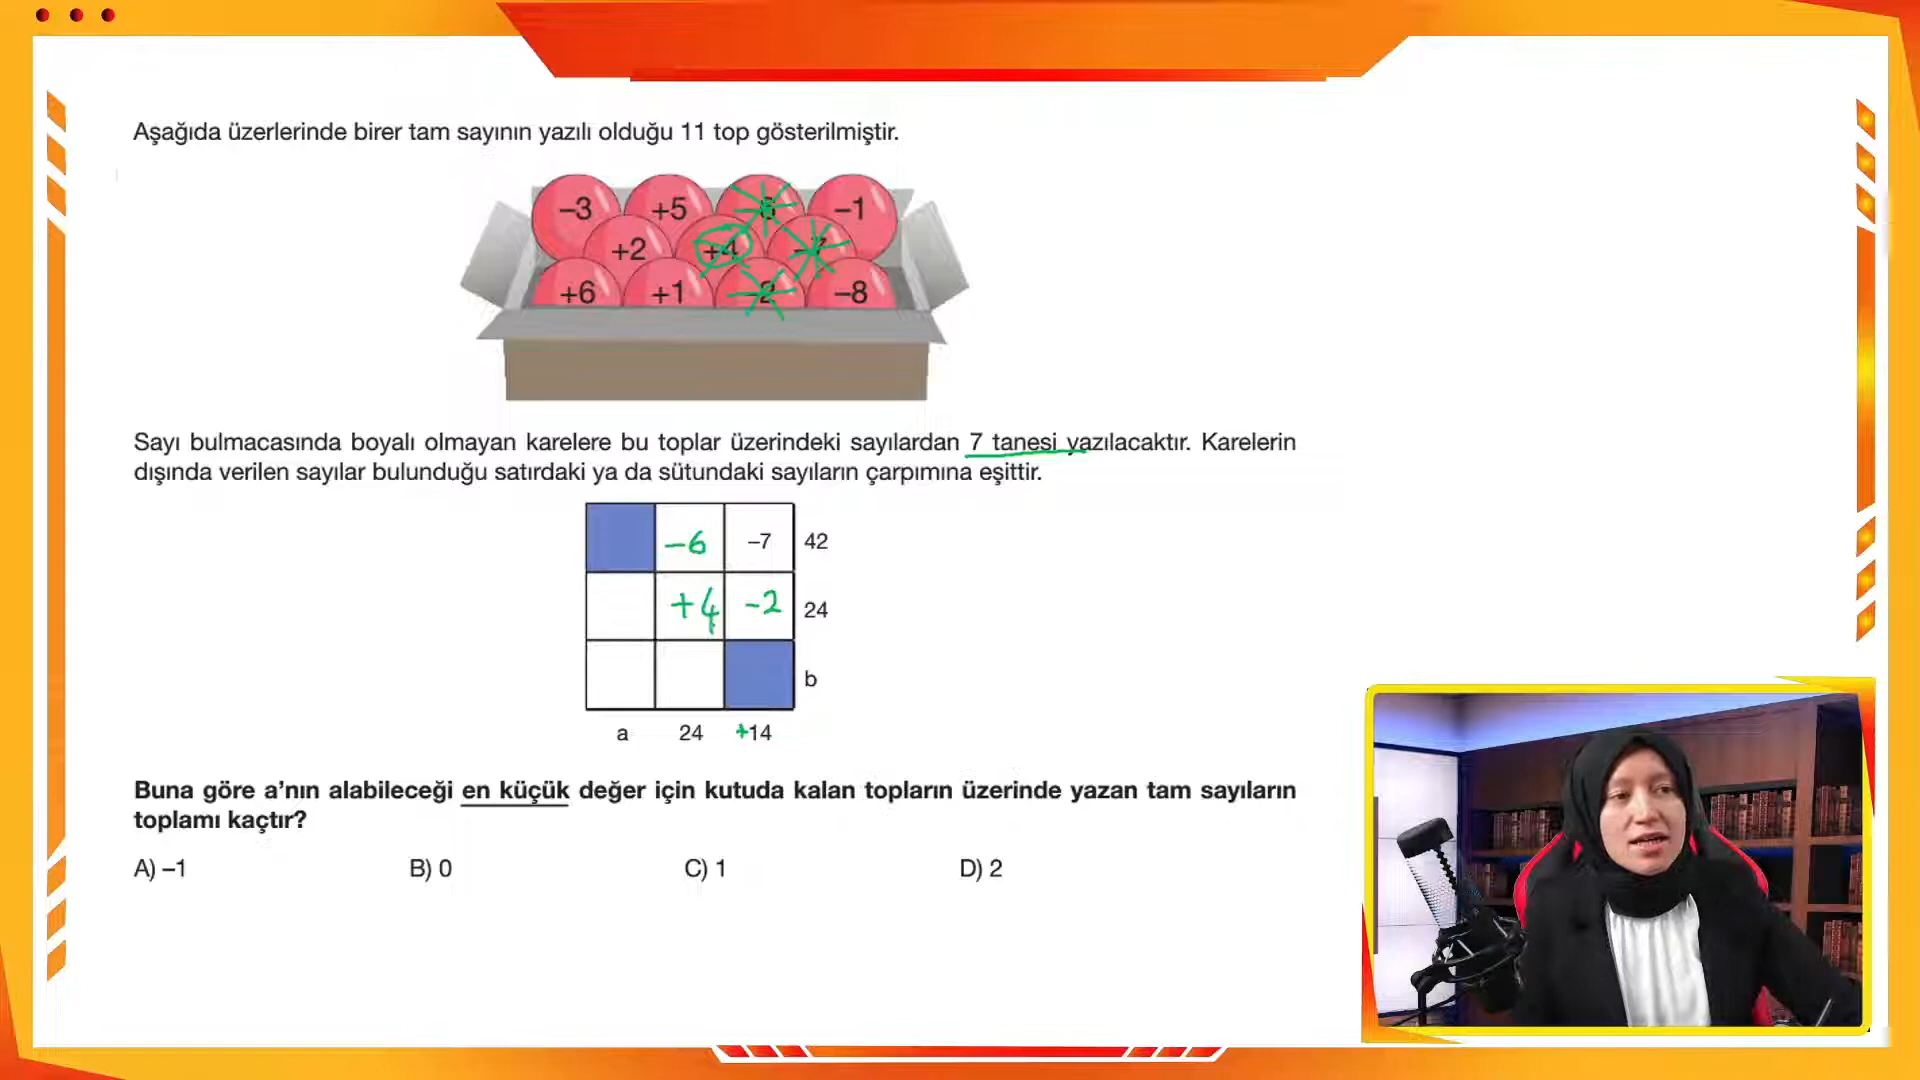 Aşağıda üzerlerinde birer tam sayının yazılı olduğu 11 top gösterilmiştir.
–3 +5 –1
+2 +4 –7
+6 +1 –2 –8
Sayı bulmacasında boyalı olmayan karelere bu toplar üzerindeki sayılardan 7 tanesi yazılacaktır. Karelerin
dışında verilen sayılar bulunduğu satırdaki ya da sütundaki sayıların çarpımına eşittir.
–6 –7 42
+4 –2 24
b
a 24 +14
Buna göre a’nın alabileceği en küçük değer için kutuda kalan topların üzerinde yazan tam sayıların
toplamı kaçtır?
A) –1 B) 0 C) 1 D) 2